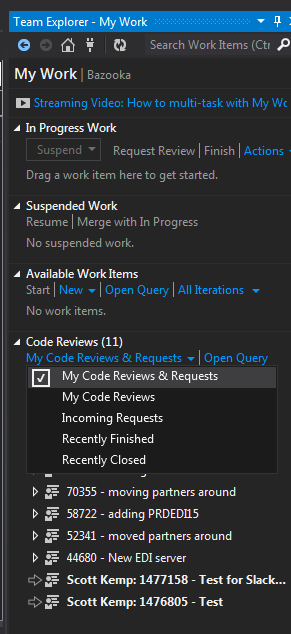 Team Explorer - My Work
Search Work Items (Ctr
My Work | Bazooka
Streaming Video: How to multi-task with My Wo
In Progress Work
Suspend | Request Review | Finish | Actions
Drag a work item here to get started.
Suspended Work
Resume | Merge with In Progress
No suspended work.
Available Work Items
Start | New | Open Query | All Iterations
No work items.
Code Reviews (11)
My Code Reviews & Requests | Open Query
My Code Reviews & Requests
My Code Reviews
Incoming Requests
Recently Finished
Recently Closed
70355 - moving partners around
58722 - adding PRDEDI15
52341 - moved partners around
44680 - New EDI server
Scott Kemp: 1477158 - Test for Slack...
Scott Kemp: 1476805 - Test